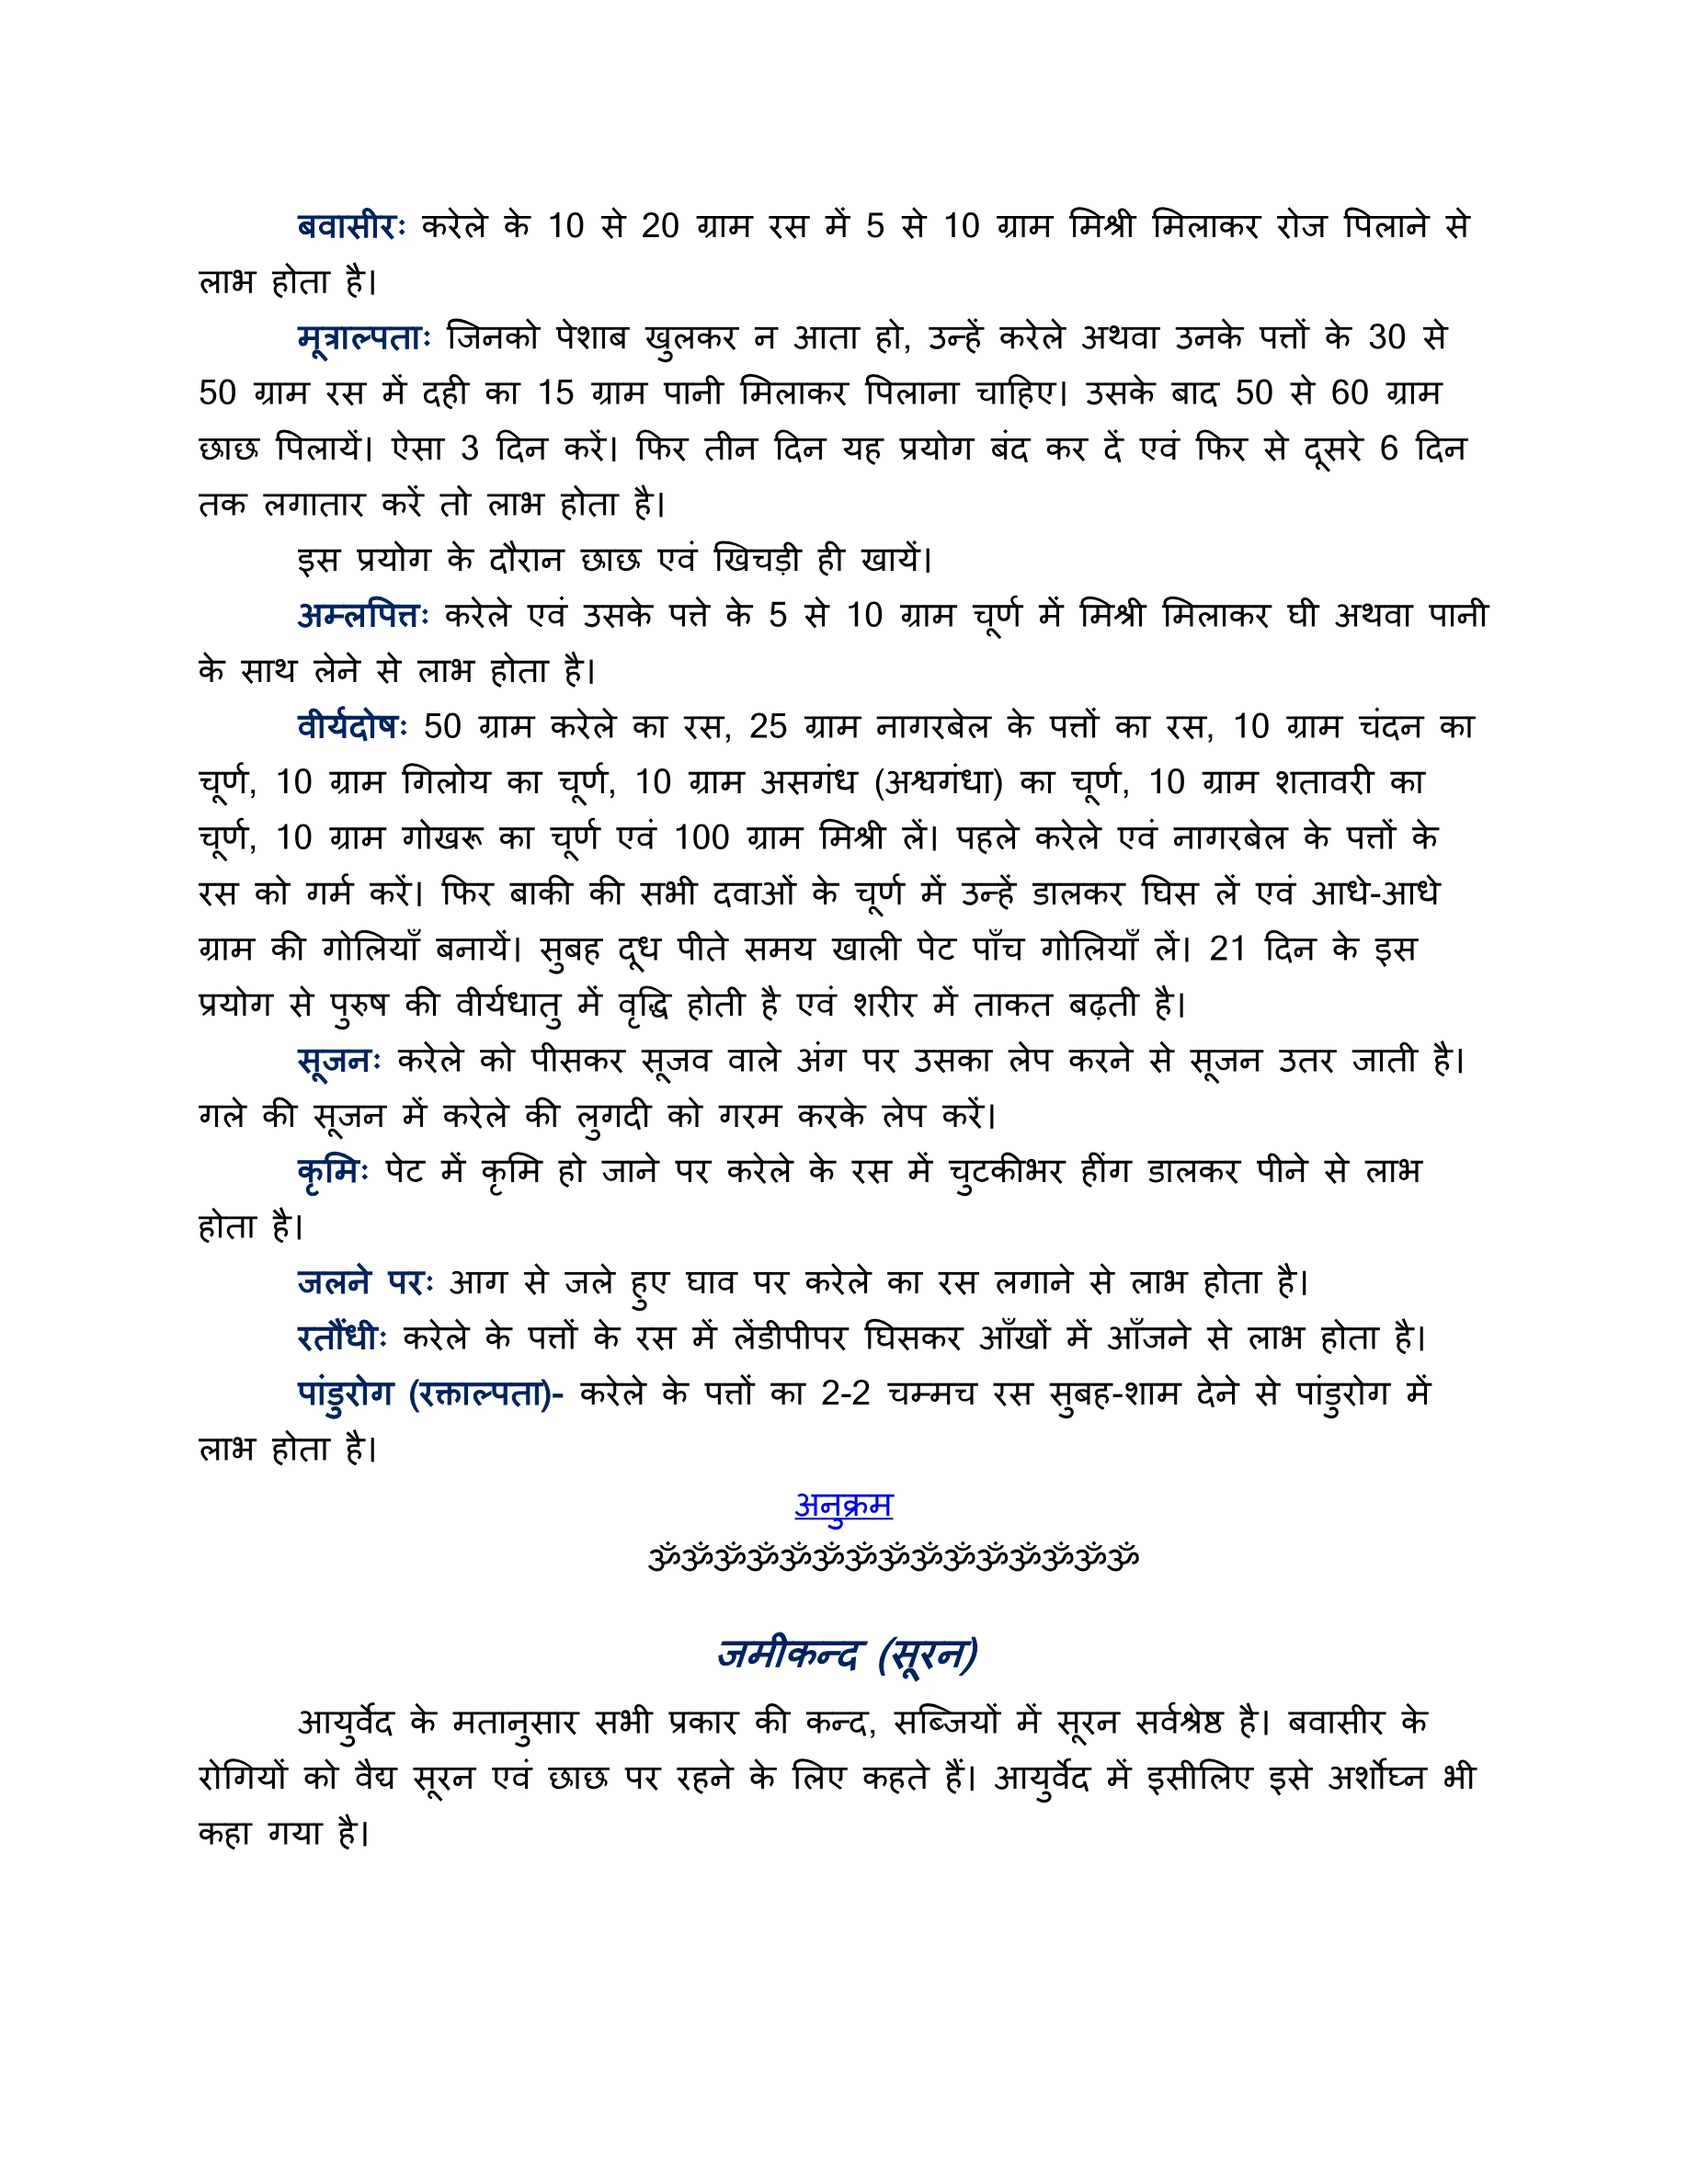 बवासीरः करेले के 10 से 20 ग्राम रस में 5 से 10 ग्राम मिश्री मिलाकर रोज पिलाने से
लाभ होता है।
मूत्राल्पताः जिनको पेशाब खुलकर न आता हो, उन्हें करेले अथवा उनके पत्तों के 30 से
50 ग्राम रस में दही का 15 ग्राम पानी मिलाकर पिलाना चाहिए। उसके बाद 50 से 60 ग्राम
छाछ पिलायें। ऐसा 3 दिन करें। फिर तीन दिन यह प्रयोग बंद कर दें एवं फिर से दूसरे 6 दिन
तक लगातार करें तो लाभ होता है।
इस प्रयोग के दौरान छाछ एवं खिचड़ी ही खायें।
अम्लपित्तः करेले एवं उसके पत्ते के 5 से 10 ग्राम चूर्ण में मिश्री मिलाकर घी अथवा पानी
के साथ लेने से लाभ होता है।
वीर्यदोषः 50 ग्राम करेले का रस, 25 ग्राम नागरबेल के पत्तों का रस, 10 ग्राम चंदन का
चूर्ण, 10 ग्राम गिलोय का चूर्ण, 10 ग्राम असगंध (अश्वगंधा) का चूर्ण, 10 ग्राम शतावरी का
चूर्ण, 10 ग्राम गोखरू का चूर्ण एवं 100 ग्राम मिश्री लें। पहले करेले एवं नागरबेल के पत्तों के
रस को गर्म करें। फिर बाकी की सभी दवाओं के चूर्ण में उन्हें डालकर घिस लें एवं आधे-आधे
ग्राम की गोलियाँ बनायें। सुबह दूध पीते समय खाली पेट पाँच गोलियाँ लें। 21 दिन के इस
प्रयोग से पुरुष की वीर्यधातु में वृद्धि होती है एवं शरीर में ताकत बढ़ती है।
सूजनः करेले को पीसकर सूजव वाले अंग पर उसका लेप करने से सूजन उतर जाती है।
गले की सूजन में करेले की लुगदी को गरम करके लेप करें।
कृमिः पेट में कृमि हो जाने पर करेले के रस में चुटकीभर हींग डालकर पीने से लाभ
होता है।
जलने परः आग से जले हुए घाव पर करेले का रस लगाने से लाभ होता है।
रतौंधीः करेले के पत्तों के रस में लेंडीपीपर घिसकर आँखों में आँजने से लाभ होता है।
पांडुरोग (रक्ताल्पता)- करेले के पत्तों का 2-2 चम्मच रस सुबह-शाम देने से पांडुरोग में
लाभ होता है।
अनुक्रम
ॐॐॐॐॐॐॐॐॐॐॐॐॐॐॐ
जमीकन्द (सूरन)
आयुर्वेद के मतानुसार सभी प्रकार की कन्द, सब्जियों में सूरन सर्वश्रेष्ठ है। बवासीर के
रोगियों को वैद्य सूरन एवं छाछ पर रहने के लिए कहते हैं। आयुर्वेद में इसीलिए इसे अर्शोघ्न भी
कहा गया है।